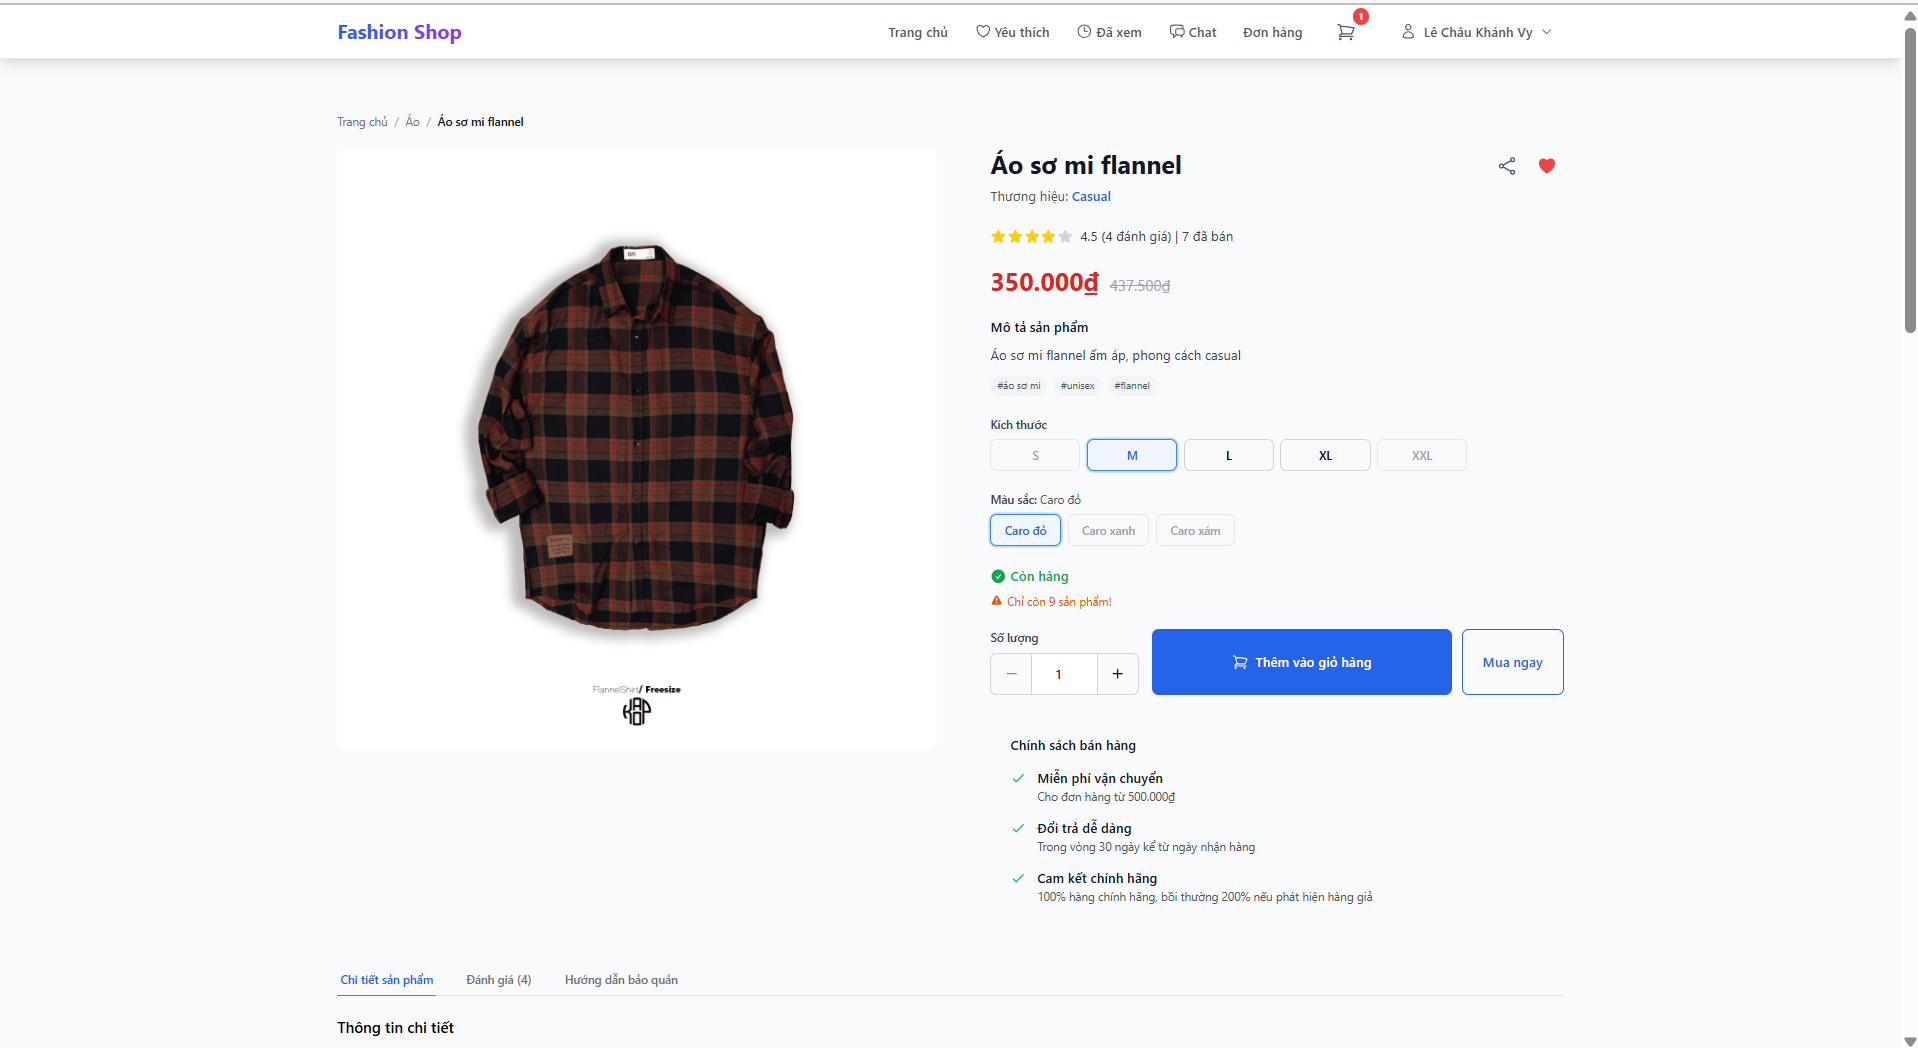 Fashion Shop
Trang chủ
Yêu thích
Đã xem
Chat
Đơn hàng
1
Lê Châu Khánh Vy
Trang chủ / Áo / Áo sơ mi flannel
FlannelShirt/ Freesize
Áo sơ mi flannel
Thương hiệu: Casual
4.5 (4 đánh giá) | 7 đã bán
350.000₫ 437.500₫
Mô tả sản phẩm
Áo sơ mi flannel ấm áp, phong cách casual
#áo sơ mi #unisex #flannel
Kích thước
S M L XL XXL
Màu sắc: Caro đỏ
Caro đỏ Caro xanh Caro xám
Còn hàng
Chỉ còn 9 sản phẩm!
Số lượng
1
Thêm vào giỏ hàng
Mua ngay
Chính sách bán hàng
Miễn phí vận chuyển
Cho đơn hàng từ 500.000₫
Đổi trả dễ dàng
Trong vòng 30 ngày kể từ ngày nhận hàng
Cam kết chính hãng
100% hàng chính hãng, bồi thường 200% nếu phát hiện hàng giả
Chi tiết sản phẩm
Đánh giá (4)
Hướng dẫn bảo quản
Thông tin chi tiết